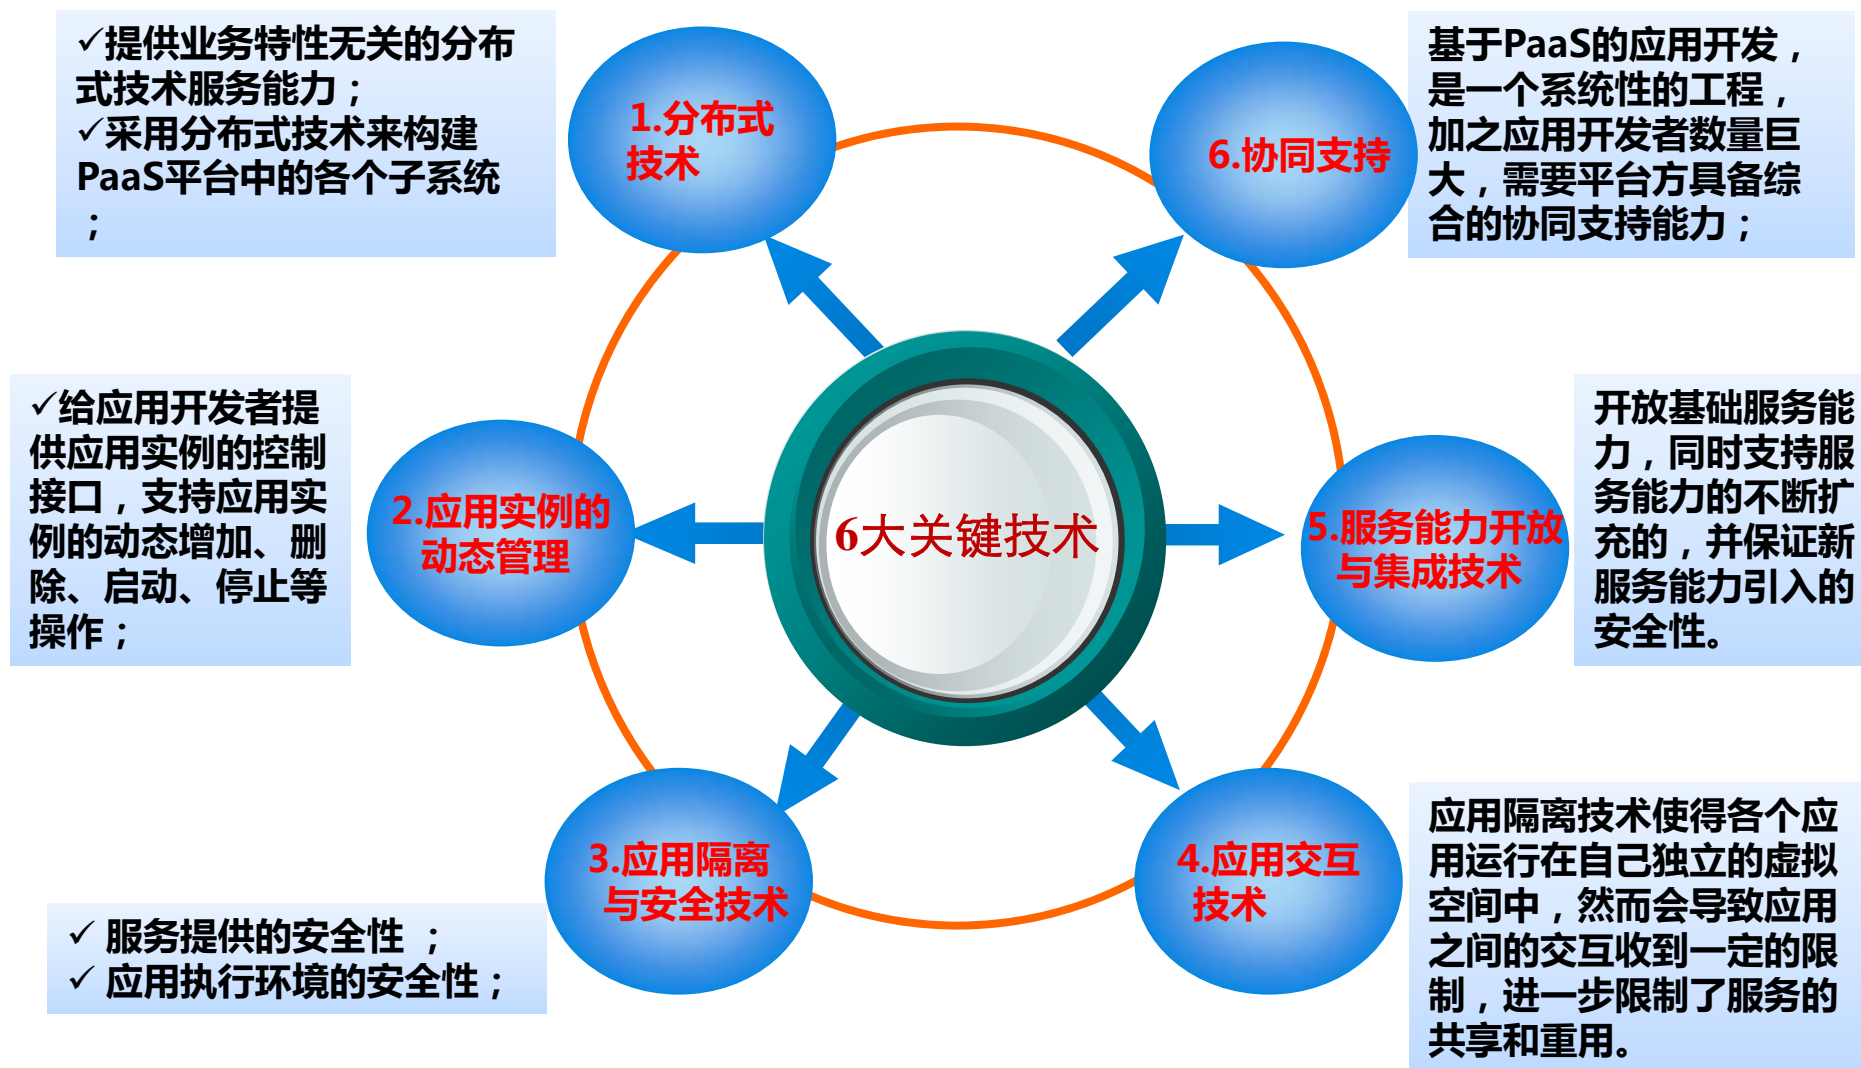 ✓提供业务特性无关的分布
式技术服务能力；
✓采用分布式技术来构建
PaaS平台中的各个子系统
；
1.分布式
技术
6.协同支持
基于PaaS的应用开发，
是一个系统性的工程，
加之应用开发者数量巨
大，需要平台方具备综
合的协同支持能力；
✓给应用开发者提
供应用实例的控制
接口，支持应用实
例的动态增加、删
除、启动、停止等
操作；
2.应用实例的
动态管理
6大关键技术
5.服务能力开放
与集成技术
开放基础服务能
力，同时支持服
务能力的不断扩
充的，并保证新
服务能力引入的
安全性。
✓ 服务提供的安全性 ；
✓ 应用执行环境的安全性；
3.应用隔离
与安全技术
4.应用交互
技术
应用隔离技术使得各个应
用运行在自己独立的虚拟
空间中，然而会导致应用
之间的交互收到一定的限
制，进一步限制了服务的
共享和重用。